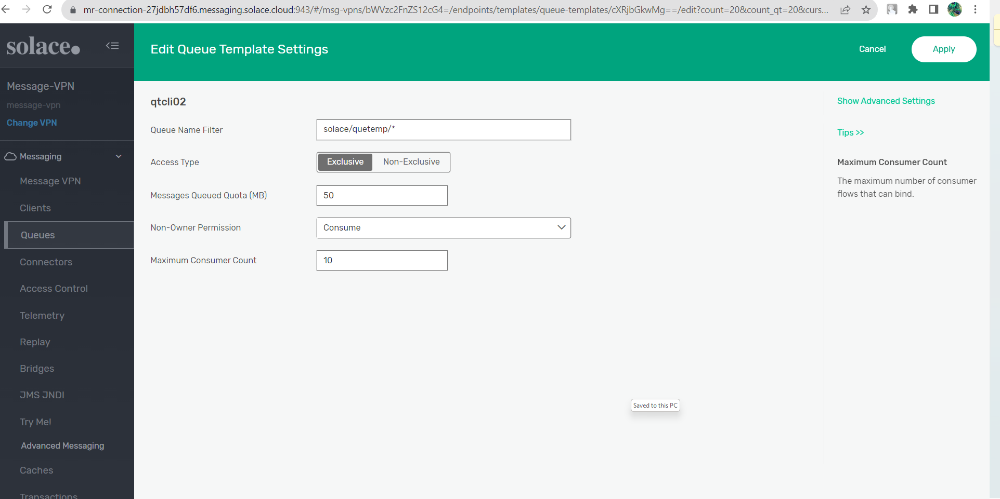 mr-connection-27jdbh57df6.messaging.solace.cloud:943/#/msg-vpns/bWVzc2FnZS12cG4=/endpoints/templates/queue-templates/cXRjbGkwMg==/edit?count=20&count_qt=20&curs...
solace.
Edit Queue Template Settings
Cancel
Apply
Message-VPN
message-vpn
Change VPN
Messaging
Message VPN
Clients
Queues
Connectors
Access Control
Telemetry
Replay
Bridges
JMS JNDI
Try Me!
Advanced Messaging
Caches
Transactions
qtcli02
Queue Name Filter
solace/quetemp/*
Access Type
Exclusive
Non-Exclusive
Messages Queued Quota (MB)
50
Non-Owner Permission
Consume
Maximum Consumer Count
10
Saved to this PC
Show Advanced Settings
Tips >>
Maximum Consumer Count
The maximum number of consumer
flows that can bind.